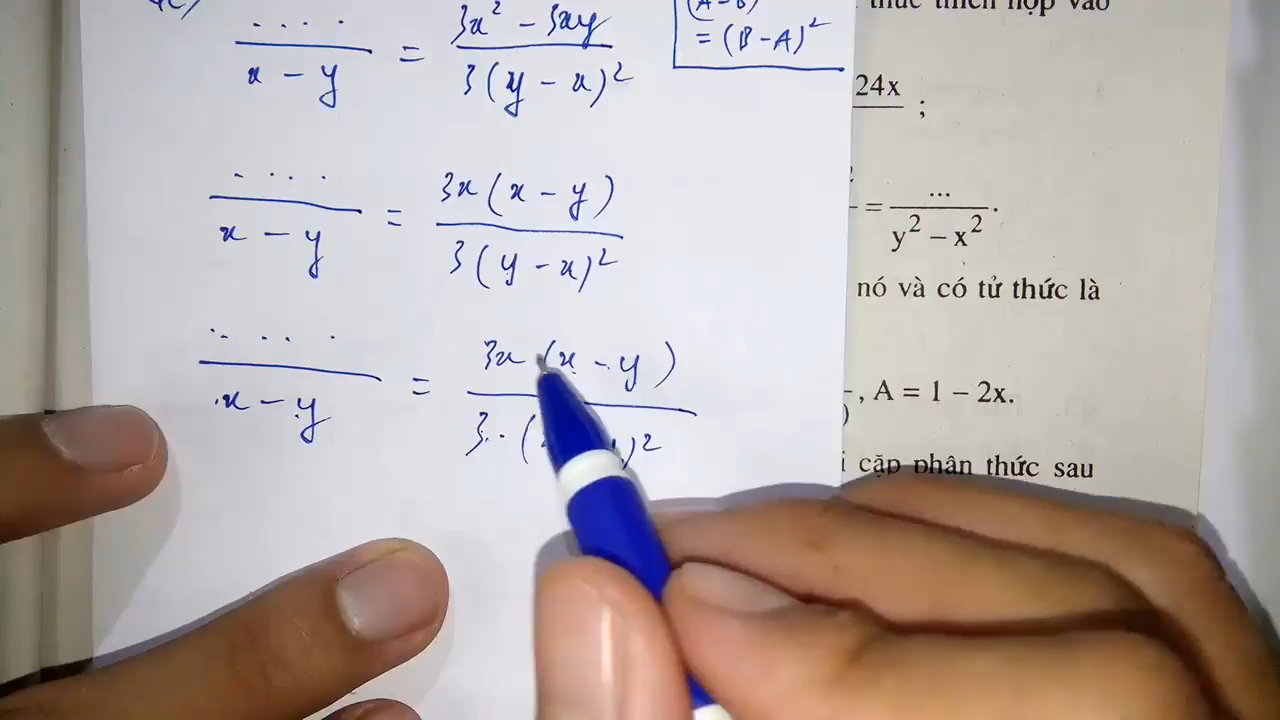 .... / x - y = 3x² - 3xy / 3(y - x)²
= (B - A)²
.... / x - y = 3x(x - y) / 3(y - x)²
.... / x - y = 3x(x - y) / 3.( )²
24x ;
= ... / y² – x² .
nó và có tử thức là
, A = 1 – 2x.
cặp phân thức sau